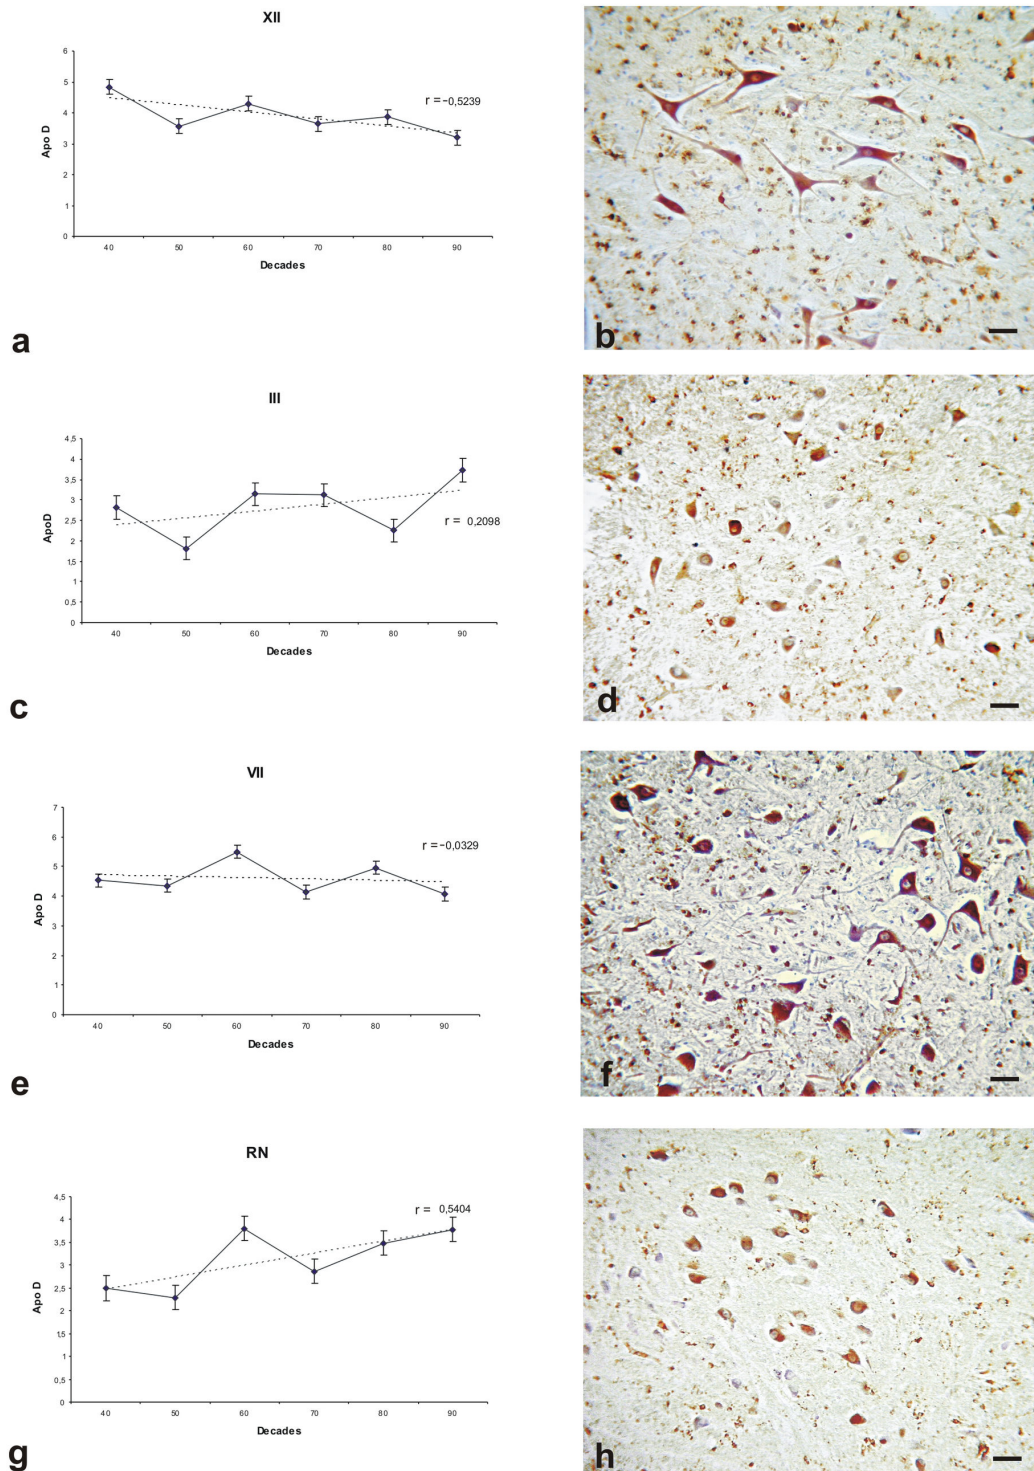 XII
6
5
4
3
2
1
0
Apo D
r = −0,5239
40 50 60 70 80 90
Decades
a
b
III
4,5
4
3,5
3
2,5
2
1,5
1
0,5
0
ApoD
r = 0,2098
40 50 60 70 80 90
Decades
c
d
VII
7
6
5
4
3
2
1
0
Apo D
r = −0,0329
40 50 60 70 80 90
Decades
e
f
RN
4,5
4
3,5
3
2,5
2
1,5
1
0,5
0
Apo D
r = 0,5404
40 50 60 70 80 90
Decades
g
h